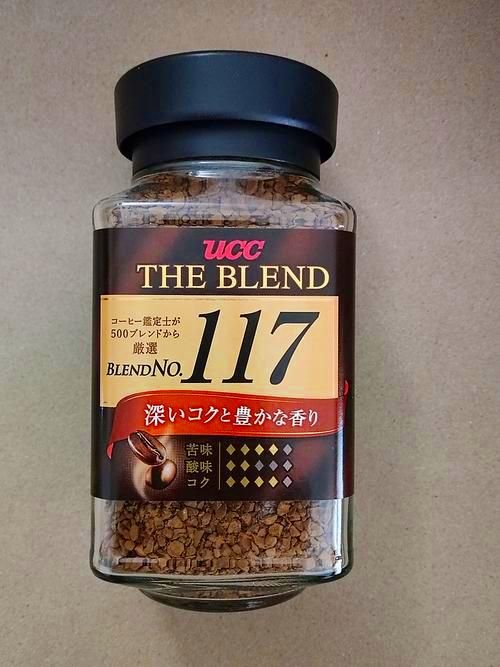 UCC
THE BLEND
コーヒー鑑定士が
500ブレンドから
厳選
BLEND NO. 117
深いコクと豊かな香り
苦味
酸味
コク